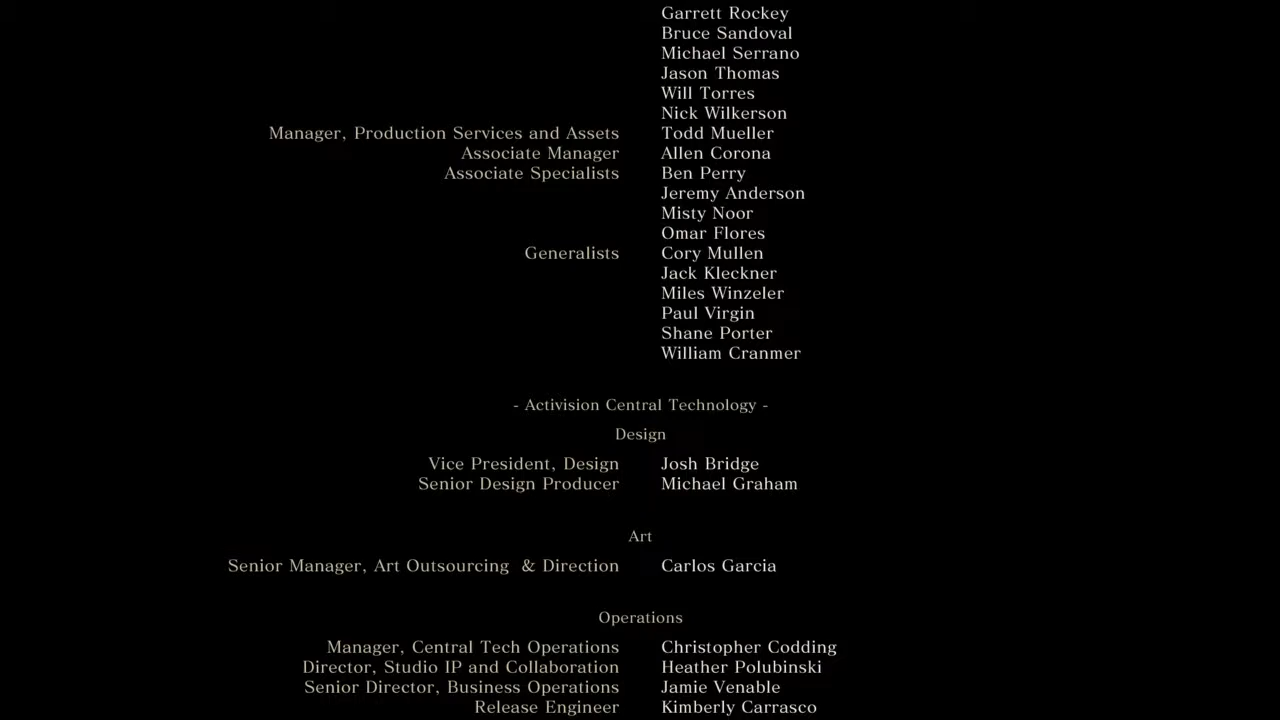 Garrett Rockey
Bruce Sandoval
Michael Serrano
Jason Thomas
Will Torres
Nick Wilkerson
Manager, Production Services and Assets Todd Mueller
Associate Manager Allen Corona
Associate Specialists Ben Perry
Jeremy Anderson
Misty Noor
Omar Flores
Generalists Cory Mullen
Jack Kleckner
Miles Winzeler
Paul Virgin
Shane Porter
William Cranmer
- Activision Central Technology -
Design
Vice President, Design Josh Bridge
Senior Design Producer Michael Graham
Art
Senior Manager, Art Outsourcing & Direction Carlos Garcia
Operations
Manager, Central Tech Operations Christopher Codding
Director, Studio IP and Collaboration Heather Polubinski
Senior Director, Business Operations Jamie Venable
Release Engineer Kimberly Carrasco